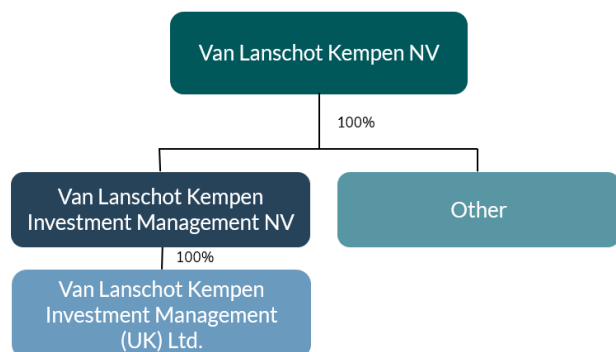 Van Lanschot Kempen NV
100%
Van Lanschot Kempen
Investment Management NV
Other
100%
Van Lanschot Kempen
Investment Management
(UK) Ltd.